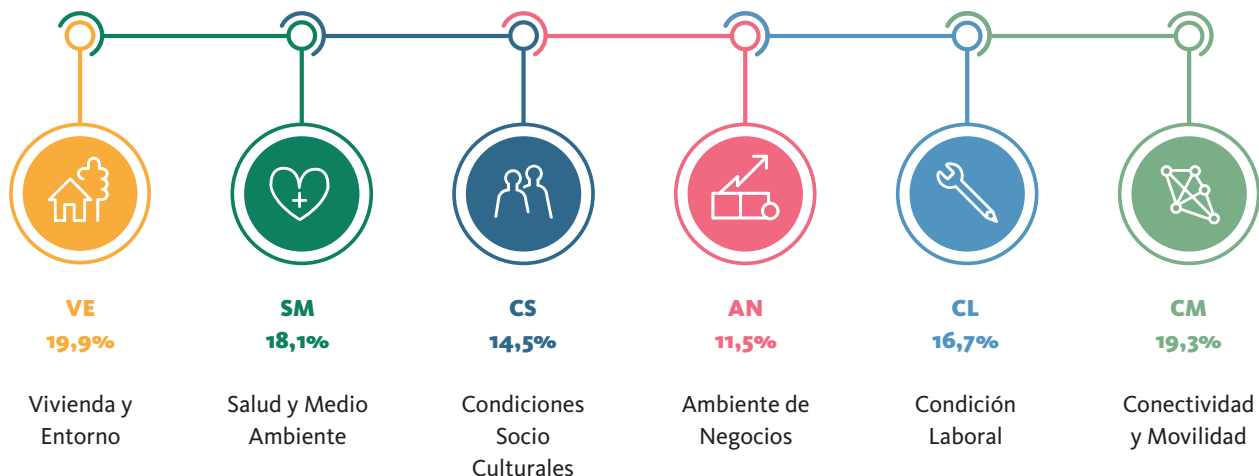 VE
19,9%
Vivienda y
Entorno
SM
18,1%
Salud y Medio
Ambiente
CS
14,5%
Condiciones
Socio
Culturales
AN
11,5%
Ambiente de
Negocios
CL
16,7%
Condición
Laboral
CM
19,3%
Conectividad
y Movilidad